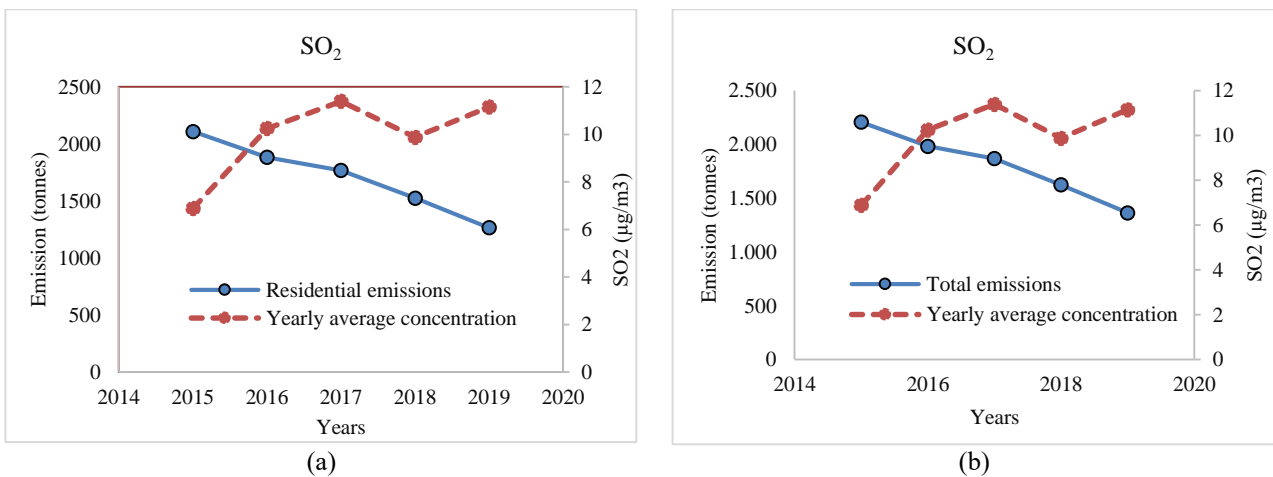 SO₂
2500
2000
1500
1000
500
0
Emission (tonnes)
12
10
8
6
4
2
0
SO2 (µg/m3)
Residential emissions
Yearly average concentration
2014 2015 2016 2017 2018 2019 2020
Years
(a)
SO₂
2.500
2.000
1.500
1.000
500
0
Emission (tonnes)
12
10
8
6
4
2
0
SO2 (µg/m3)
Total emissions
Yearly average concentration
2014 2016 2018 2020
Years
(b)